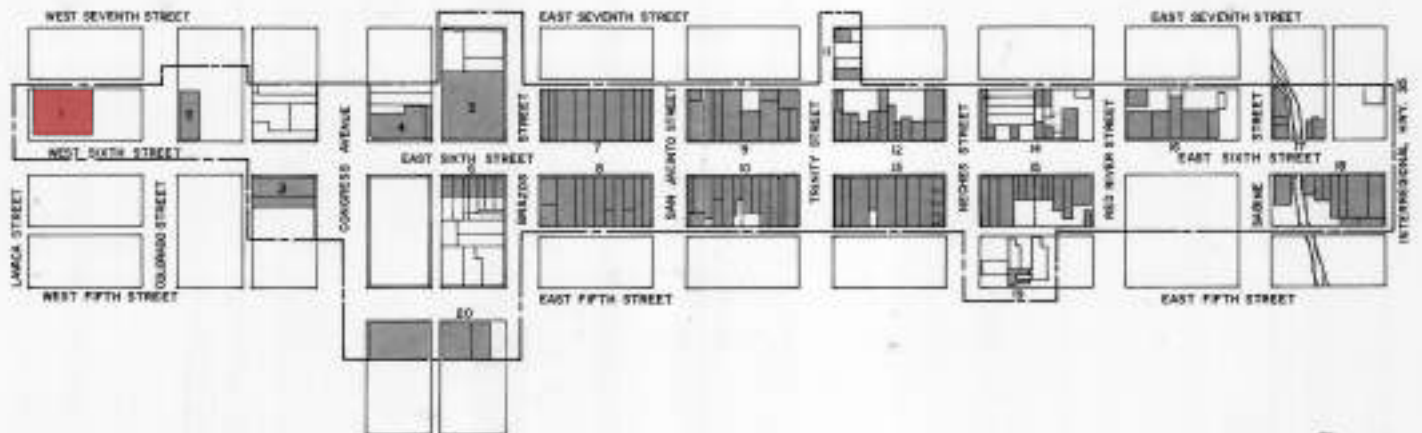 WEST SEVENTH STREET
EAST SEVENTH STREET
EAST SEVENTH STREET
11
1
4
STREET
7
9
12
14
16
17
WEST SIXTH STREET
EAST SIXTH STREET
EAST SIXTH STREET
8
15
18
3
LAVACA STREET
COLORADO STREET
CONGRESS AVENUE
BRAZOS
SAN JACINTO STREET
TRINITY STREET
NECHES STREET
RED RIVER STREET
SABINE
STREET
INTERREGIONAL HWY. 35
WEST FIFTH STREET
EAST FIFTH STREET
EAST FIFTH STREET
20